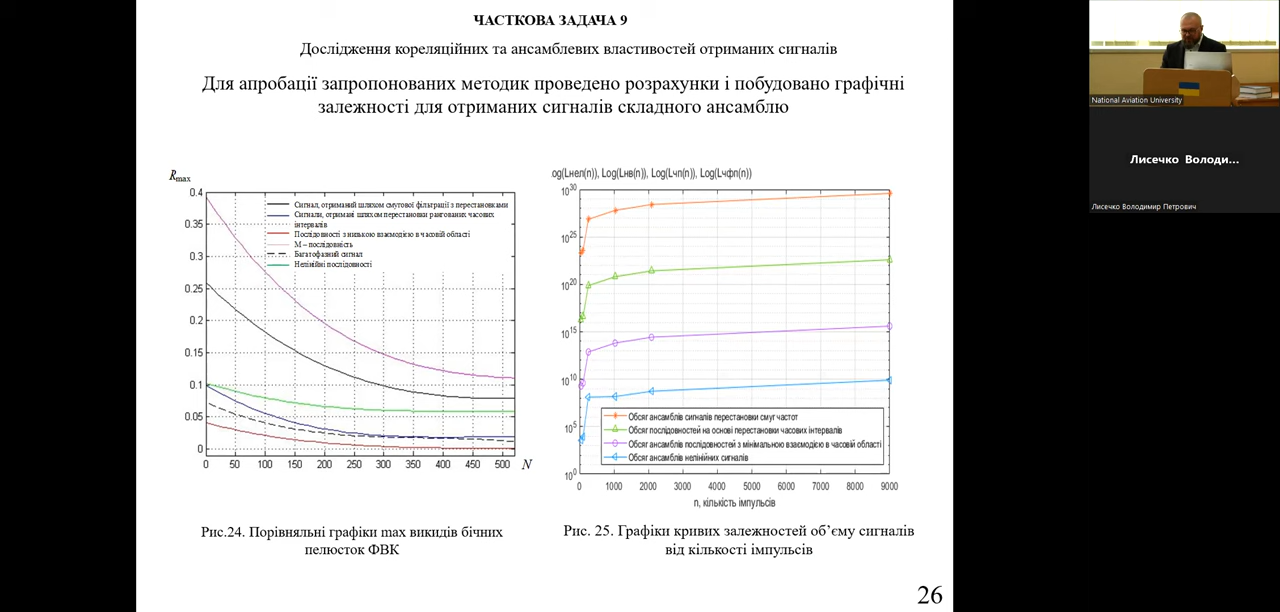 ЧАСТКОВА ЗАДАЧА 9
Дослідження кореляційних та ансамблевих властивостей отриманих сигналів
Для апробації запропонованих методик проведено розрахунки і побудовано графічні
залежності для отриманих сигналів складного ансамблю
Rmax
0.4
0.35
0.3
0.25
0.2
0.15
0.1
0.05
0
0 50 100 150 200 250 300 350 400 450 500 N
Сигнал, отриманий шляхом смугової фільтрації з перестановками
Сигнали, отримані шляхом перестановки рангованих часових
інтервалів
Послідовності з низькою взаємодією в часовій області
М – послідовність
Багатофазний сигнал
Нелінійні послідовності
Рис.24. Порівняльні графіки max викидів бічних
пелюсток ФВК
og(Lнел(n)), Log(Lнв(n)), Log(Lчп(n)), Log(Lчфп(n))
10^30
10^25
10^20
10^15
10^10
10^5
10^0
0 1000 2000 3000 4000 5000 6000 7000 8000 9000
n, кількість імпульсів
Обсяг ансамблів сигналів перестановки смуг частот
Обсяг послідовностей на основі перестановки часових інтервалів
Обсяг ансамблів послідовностей з мінімальною взаємодією в часовій області
Обсяг ансамблів нелінійних сигналів
Рис. 25. Графіки кривих залежностей об’єму сигналів
від кількості імпульсів
26
National Aviation University
Лисечко Володи...
Лисечко Володимир Петрович